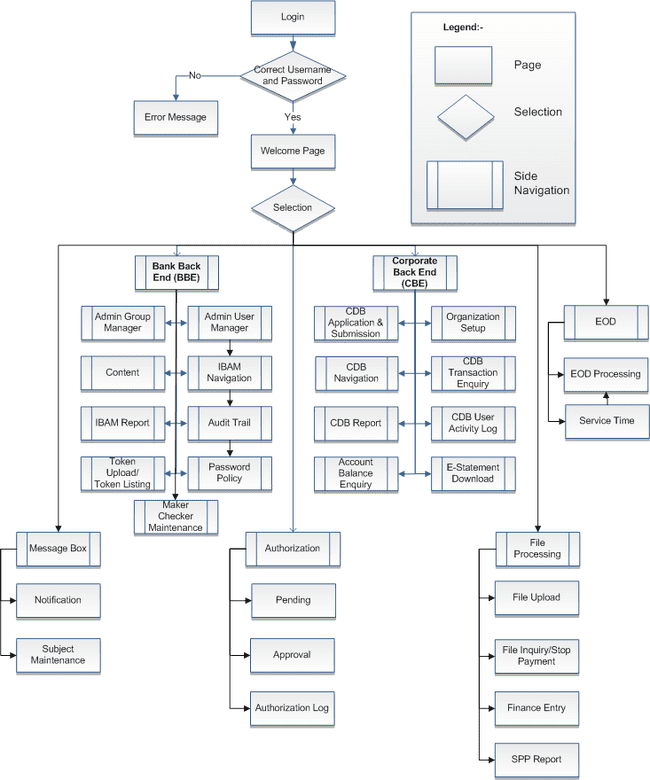 Login
Legend:-
Page
Correct Username
and Password
No
Error Message
Yes
Selection
Welcome Page
Side
Navigation
Selection
Bank Back
End (BBE)
Corporate
Back End
(CBE)
Admin Group
Manager
Admin User
Manager
CDB
Application &
Submission
Organization
Setup
EOD
Content
IBAM
Navigation
CDB
Navigation
CDB
Transaction
Enquiry
EOD Processing
IBAM Report
Audit Trail
CDB Report
CDB User
Activity Log
Service Time
Token
Upload/
Token Listing
Password
Policy
Account
Balance
Enquiry
E-Statement
Download
Maker
Checker
Maintenance
Message Box
Authorization
File
Processing
Notification
Pending
File Upload
Subject
Maintenance
Approval
File Inquiry/Stop
Payment
Authorization Log
Finance Entry
SPP Report